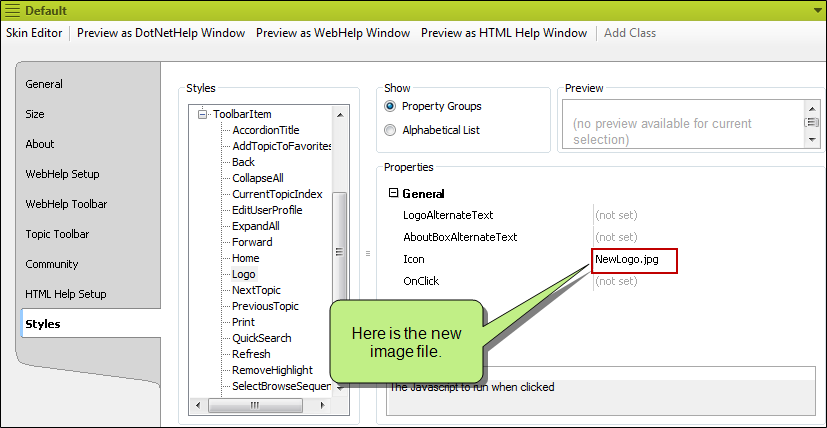 Default
Skin Editor
Preview as DotNetHelp Window
Preview as WebHelp Window
Preview as HTML Help Window
Add Class
General
Size
About
WebHelp Setup
WebHelp Toolbar
Topic Toolbar
Community
HTML Help Setup
Styles
Styles
ToolbarItem
AccordionTitle
AddTopicToFavorites
Back
CollapseAll
CurrentTopicIndex
EditUserProfile
ExpandAll
Forward
Home
Logo
NextTopic
PreviousTopic
Print
QuickSearch
Refresh
RemoveHighlight
SelectBrowseSequen
Show
Property Groups
Alphabetical List
Preview
(no preview available for current
selection)
Properties
General
LogoAlternateText (not set)
AboutBoxAlternateText (not set)
Icon NewLogo.jpg
OnClick (not set)
Here is the new
image file.
The Javascript to run when clicked